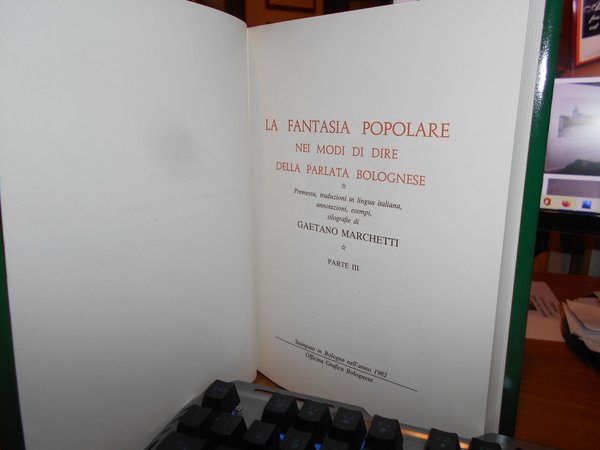 LA FANTASIA POPOLARE
NEI MODI DI DIRE
DELLA PARLATA BOLOGNESE
☆
Premessa, traduzioni in lingua italiana,
annotazioni, esempi,
silografie di
GAETANO MARCHETTI
☆
PARTE III
Stampato in Bologna nell'anno 1982
Officina Grafica Bolognese